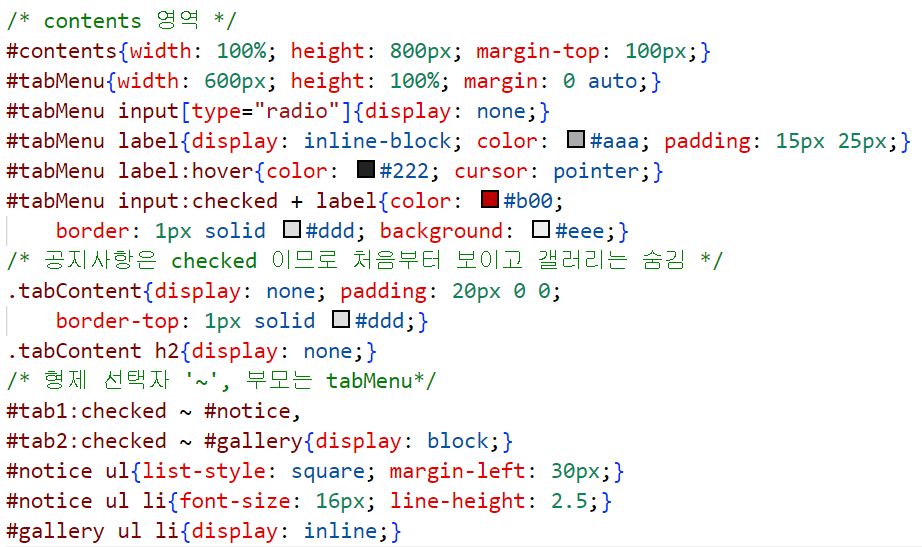 /* contents 영역 */
#contents{width: 100%; height: 800px; margin-top: 100px;}
#tabMenu{width: 600px; height: 100%; margin: 0 auto;}
#tabMenu input[type="radio"]{display: none;}
#tabMenu label{display: inline-block; color: #aaa; padding: 15px 25px;}
#tabMenu label:hover{color: #222; cursor: pointer;}
#tabMenu input:checked + label{color: #b00;
    border: 1px solid #ddd; background: #eee;}
/* 공지사항은 checked 이므로 처음부터 보이고 갤러리는 숨김 */
.tabContent{display: none; padding: 20px 0 0;
    border-top: 1px solid #ddd;}
.tabContent h2{display: none;}
/* 형제 선택자 '~', 부모는 tabMenu*/
#tab1:checked ~ #notice,
#tab2:checked ~ #gallery{display: block;}
#notice ul{list-style: square; margin-left: 30px;}
#notice ul li{font-size: 16px; line-height: 2.5;}
#gallery ul li{display: inline;}